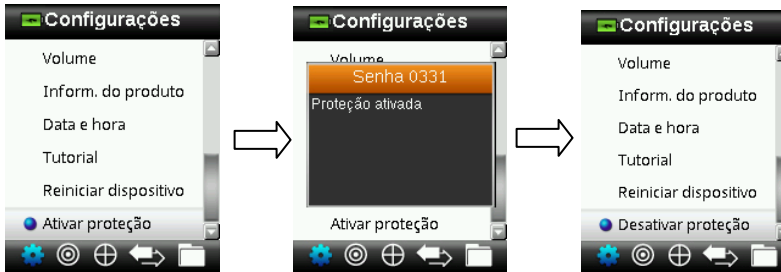 Configurações
Volume
Inform. do produto
Data e hora
Tutorial
Reiniciar dispositivo
Ativar proteção
Configurações
Volume
Senha 0331
Proteção ativada
Ativar proteção
Configurações
Volume
Inform. do produto
Data e hora
Tutorial
Reiniciar dispositivo
Desativar proteção